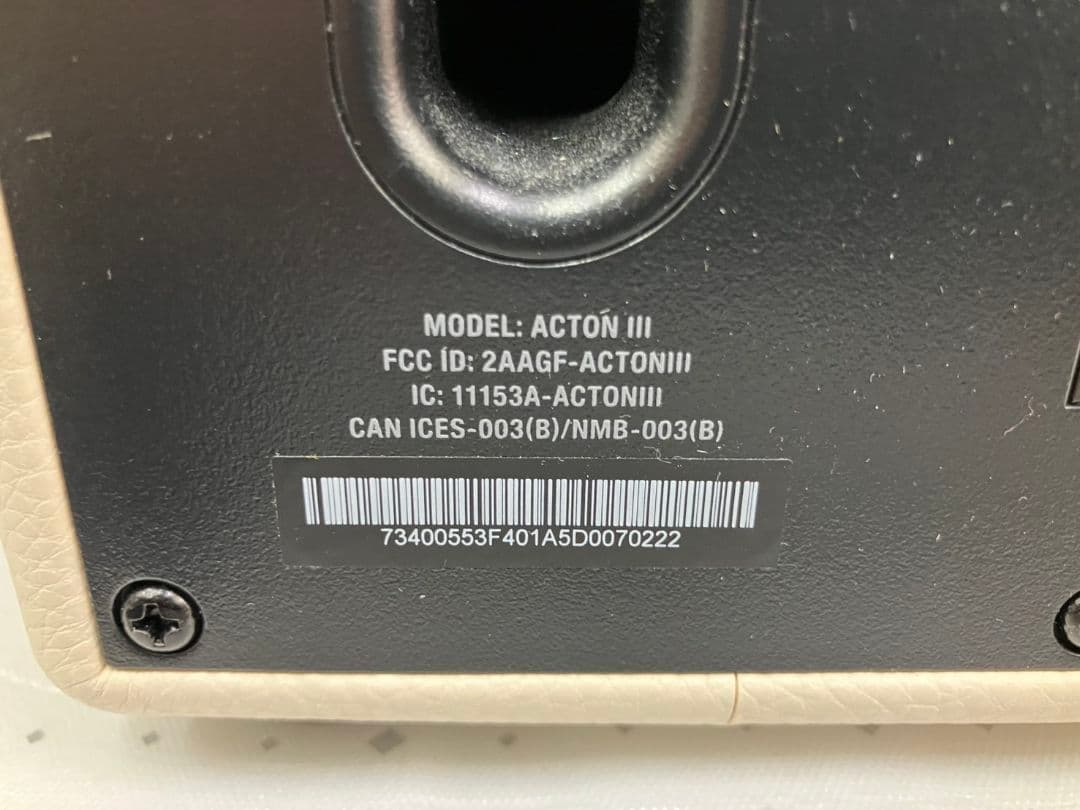 MODEL: ACTON III
FCC ID: 2AAGF-ACTONIII
IC: 11153A-ACTONIII
CAN ICES-003(B)/NMB-003(B)
73400553F401A5D0070222